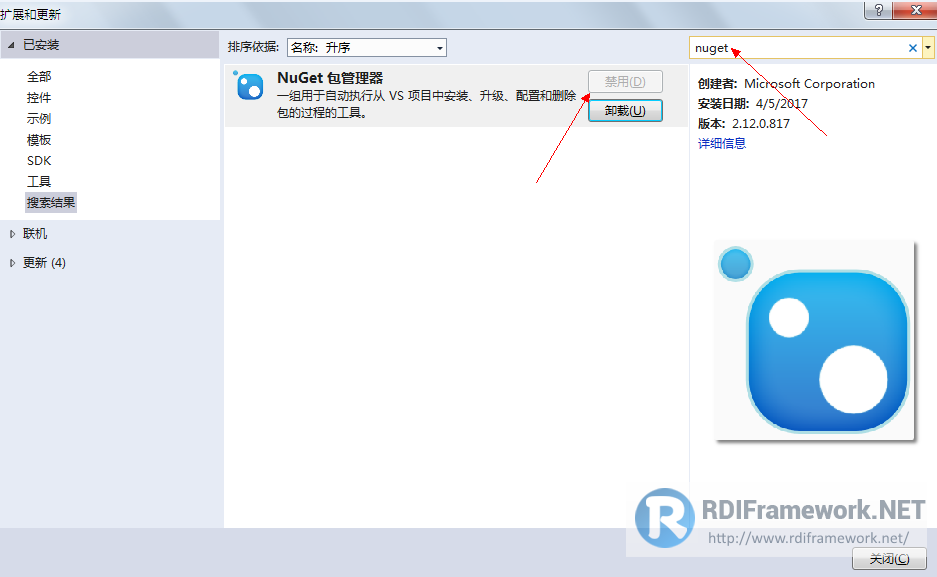 扩展和更新
已安装
全部
控件
示例
模板
SDK
工具
搜索结果
联机
更新 (4)
排序依据: 名称: 升序
NuGet 包管理器
一组用于自动执行从 VS 项目中安装、升级、配置和删除
包的过程的工具。
禁用(D)
卸载(U)
nuget
创建者: Microsoft Corporation
安装日期: 4/5/2017
版本: 2.12.0.817
详细信息
RDIFramework.NET
http://www.rdiframework.net/
关闭(C)